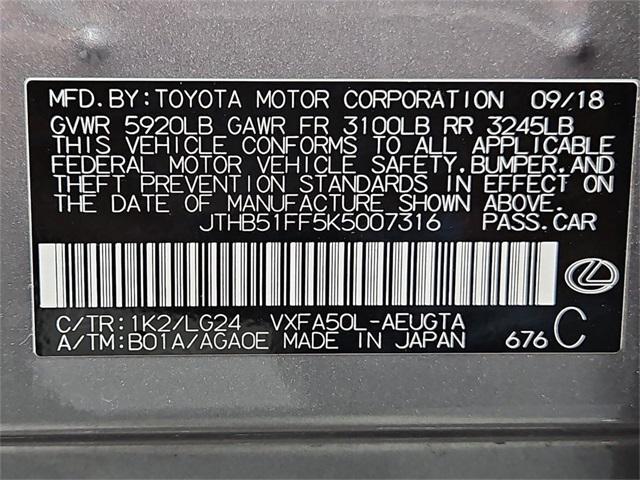 MFD. BY: TOYOTA MOTOR CORPORATION 09/18
GVWR 5920LB GAWR FR 3100LB RR 3245LB
THIS VEHICLE CONFORMS TO ALL APPLICABLE
FEDERAL MOTOR VEHICLE SAFETY, BUMPER, AND
THEFT PREVENTION STANDARDS IN EFFECT ON
THE DATE OF MANUFACTURE SHOWN ABOVE.
JTHB51FF5K5007316 PASS. CAR
C/TR: 1K2/LG24 VXFA50L-AEUGTA
A/TM: B01A/AGA0E MADE IN JAPAN 676 C